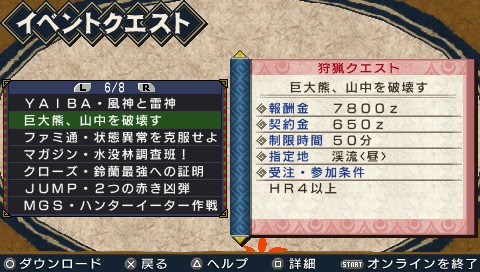 イベントクエスト
L 6/8 R
YAIBA・風神と雷神
巨大熊、山中を破壊す
ファミ通・状態異常を克服せよ
マガジン・水没林調査班！
クローズ・鈴蘭最強への証明
JUMP・2つの赤き凶弾
MGS・ハンターイーター作戦
狩猟クエスト
巨大熊、山中を破壊す
報酬金 7800z
契約金 650z
制限時間 50分
指定地 渓流<昼>
受注・参加条件
HR4以上
ダウンロード 戻る ヘルプ 詳細 START オンラインを終了